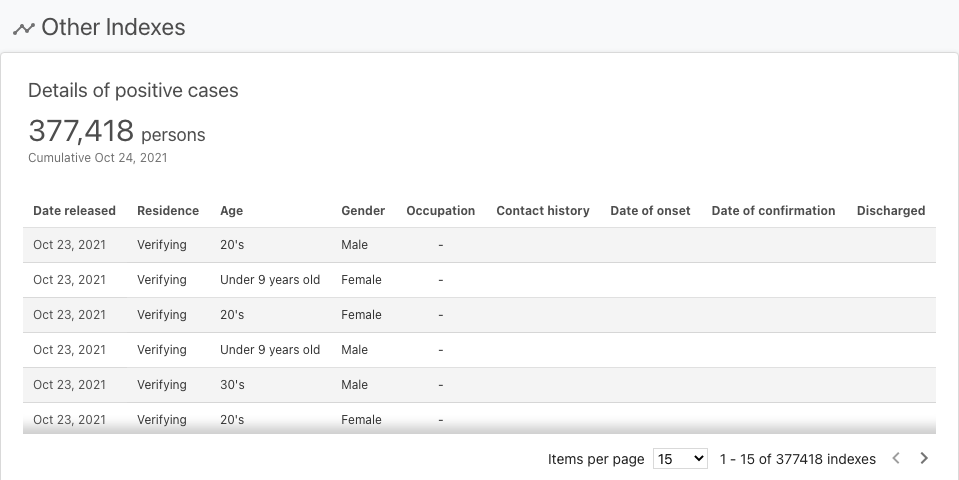 Other Indexes
Details of positive cases
377,418 persons
Cumulative Oct 24, 2021
Date released Residence Age Gender Occupation Contact history Date of onset Date of confirmation Discharged
Oct 23, 2021 Verifying 20's Male -
Oct 23, 2021 Verifying Under 9 years old Female -
Oct 23, 2021 Verifying 20's Female -
Oct 23, 2021 Verifying Under 9 years old Male -
Oct 23, 2021 Verifying 30's Male -
Oct 23, 2021 Verifying 20's Female -
Items per page 15 1 - 15 of 377418 indexes